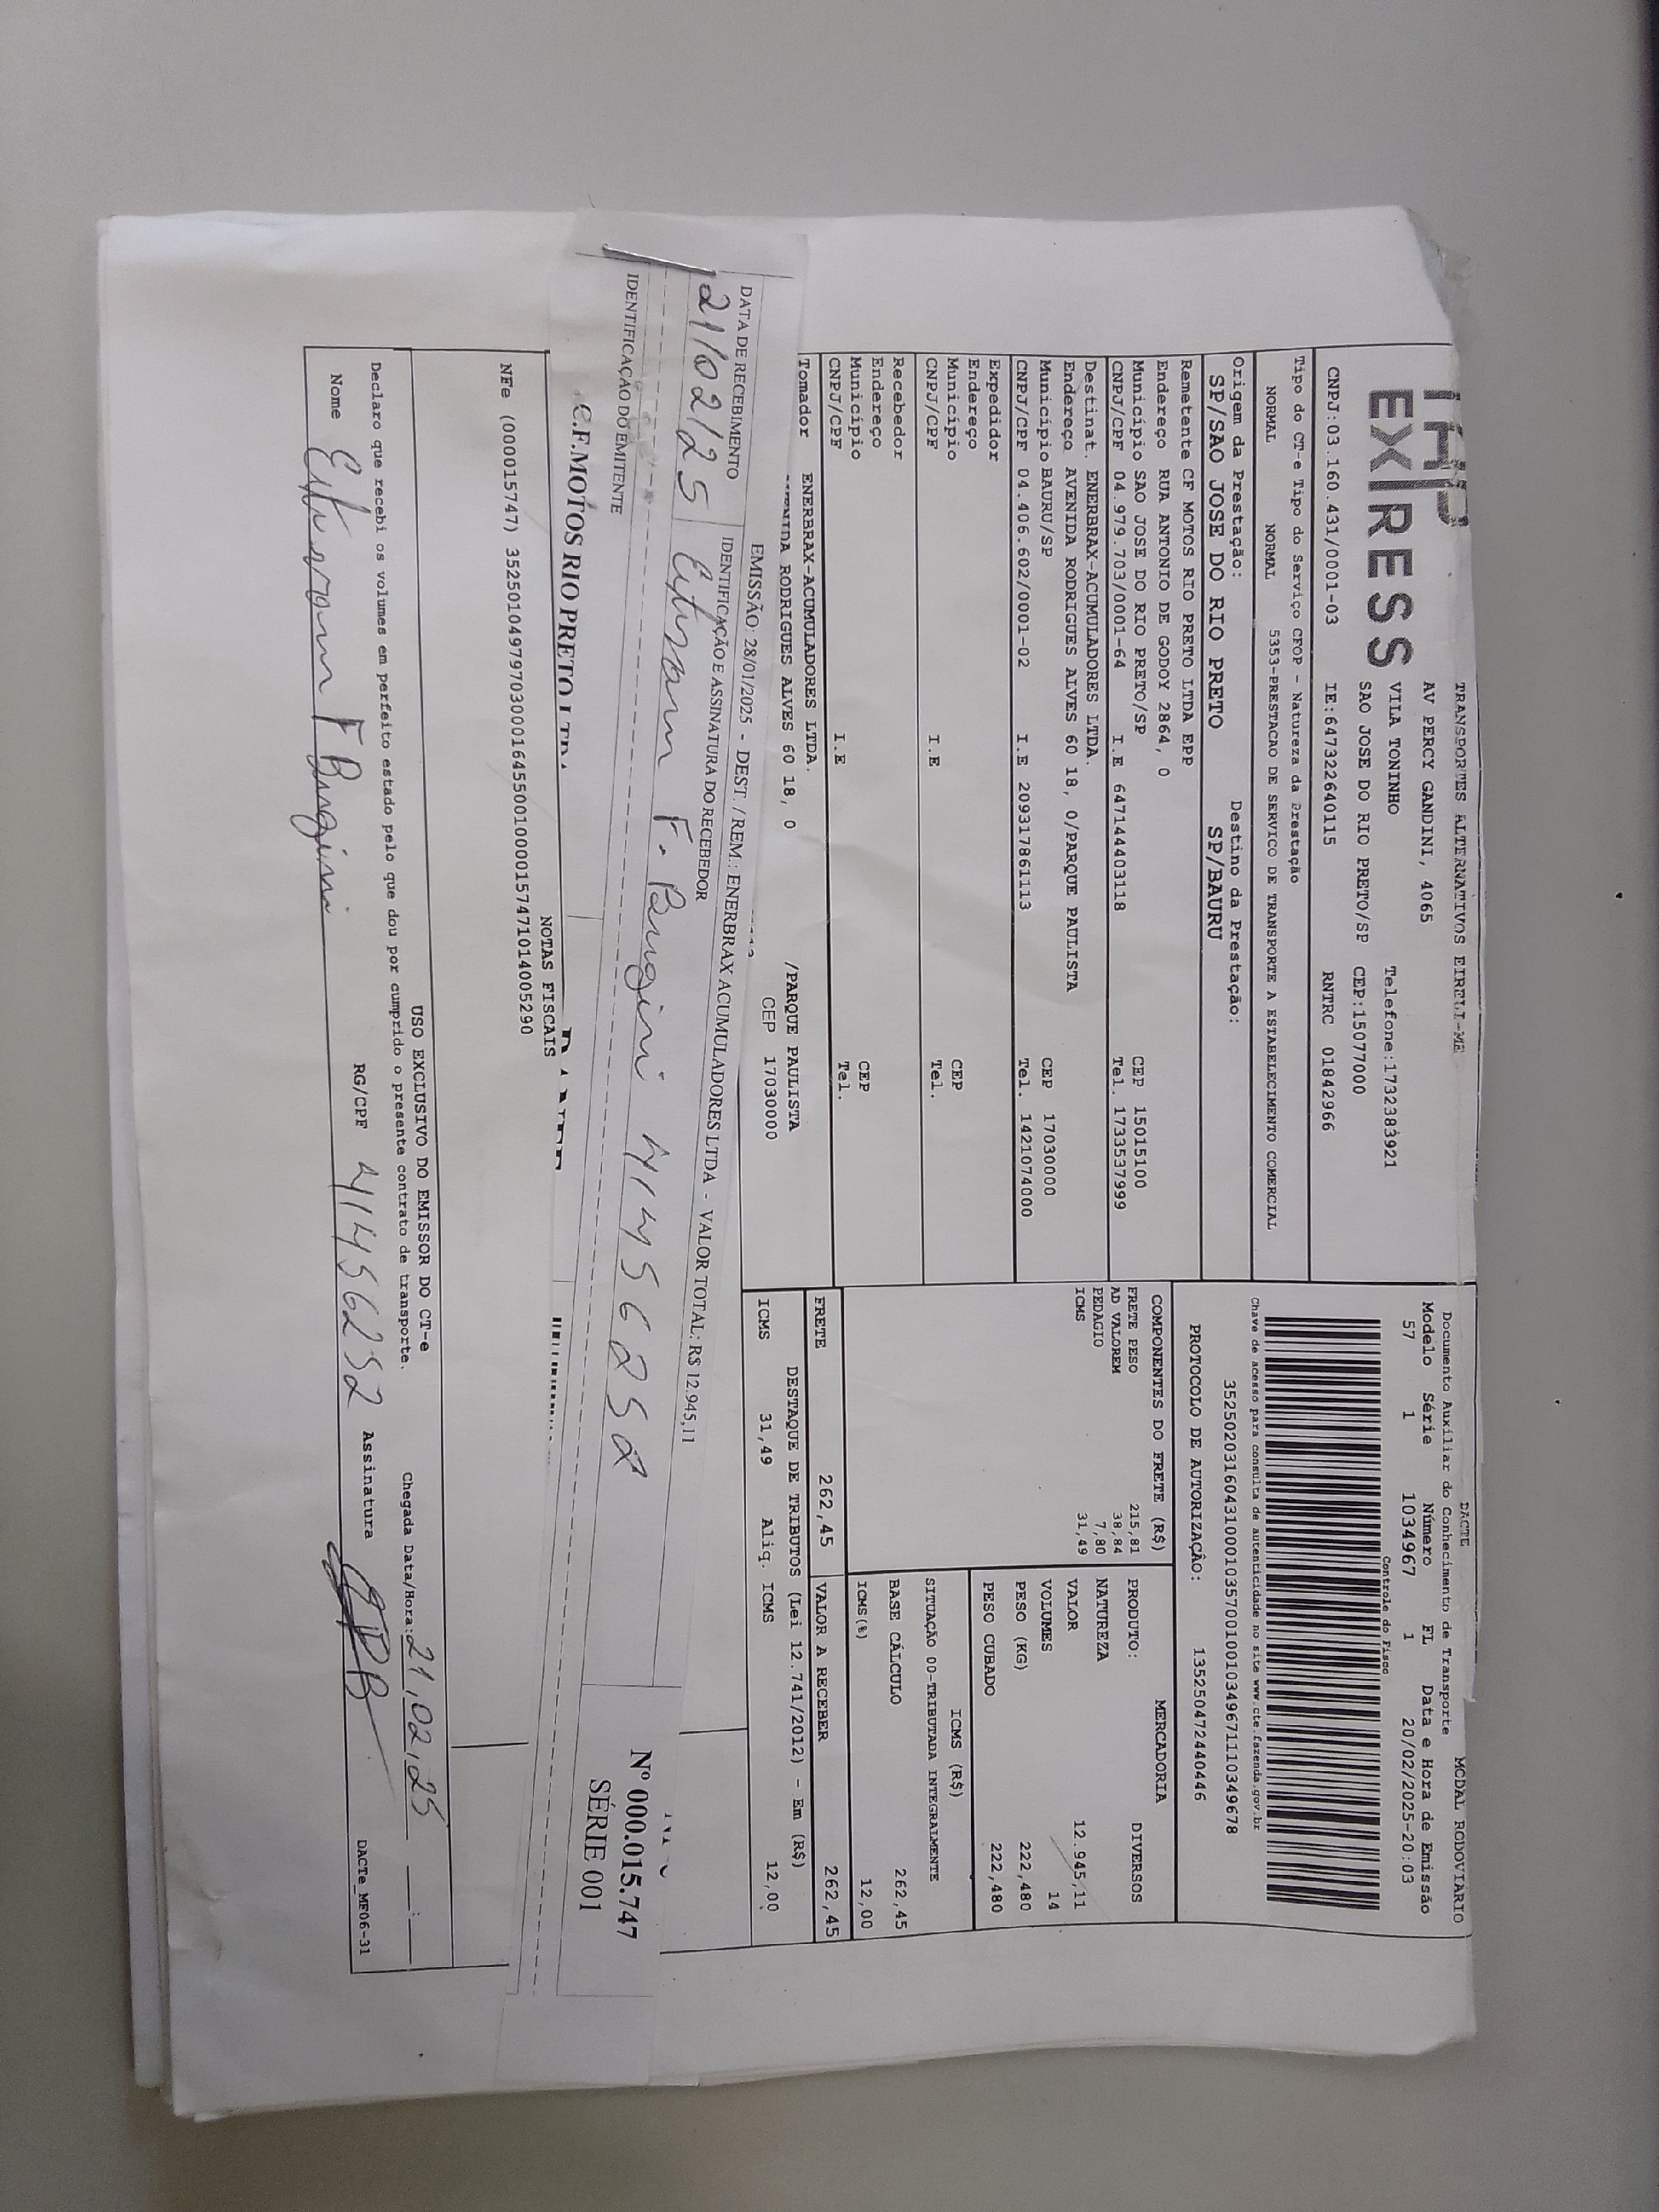 TRANSPORTES ALTERNATIVOS EIRELI-ME
EXPRESS
AV PERCY GANDINI, 4065
VILA TONINHO Telefone:1732383921
SAO JOSE DO RIO PRETO/SP CEP:15077000
CNPJ:03.160.431/0001-03 IE:647322640115 RNTRC 01842966
DACTE MODAL RODOVIARIO
Documento Auxiliar do Conhecimento de Transporte
Modelo Série Número FL Data e Hora de Emissão
57 1 1034967 1 20/02/2025-20:03
Controle do Fisco
Chave de acesso para consulta de autenticidade no site www.cte.fazenda.gov.br
35250203160431000103570010010349671110349678
PROTOCOLO DE AUTORIZAÇÃO: 135250472440446
Tipo do CT-e Tipo do Serviço CFOP - Natureza da Prestação
NORMAL NORMAL 5353-PRESTACAO DE SERVICO DE TRANSPORTE A ESTABELECIMENTO COMERCIAL
Origem da Prestação: Destino da Prestação:
SP/SAO JOSE DO RIO PRETO SP/BAURU
Remetente CF MOTOS RIO PRETO LTDA EPP
Endereço RUA ANTONIO DE GODOY 2864, 0
Município SAO JOSE DO RIO PRETO/SP CEP 15015100
CNPJ/CPF 04.979.703/0001-64 I.E 647144403118 Tel. 1733537999
Destinat. ENERBRAX-ACUMULADORES LTDA.
Endereço AVENIDA RODRIGUES ALVES 60 18, 0/PARQUE PAULISTA
Município BAURU/SP CEP 17030000
CNPJ/CPF 04.406.602/0001-02 I.E 209317861113 Tel. 1421074000
Expedidor
Endereço
Município CEP
CNPJ/CPF I.E Tel.
Recebedor
Endereço
Município CEP
CNPJ/CPF I.E Tel.
Tomador ENERBRAX-ACUMULADORES LTDA.
RODRIGUES ALVES 60 18, 0 /PARQUE PAULISTA
CEP 17030000
COMPONENTES DO FRETE (R$)
FRETE PESO 215,81
AD VALOREM 38,84
PEDAGIO 7,80
ICMS 31,49
MERCADORIA
PRODUTO: DIVERSOS
NATUREZA
VALOR 12.945,11
VOLUMES 14
PESO (KG) 222,480
PESO CUBADO 222,480
ICMS (R$)
SITUAÇÃO 00-TRIBUTADA INTEGRALMENTE
BASE CÁLCULO 262,45
ICMS(%) 12,00
FRETE 262,45 VALOR A RECEBER 262,45
DESTAQUE DE TRIBUTOS (Lei 12.741/2012) - Em (R$)
ICMS 31,49 Aliq. ICMS 12,00
EMISSÃO: 28/01/2025 - DEST. / REM.: ENERBRAX ACUMULADORES LTDA - VALOR TOTAL: R$ 12.945,11
DATA DE RECEBIMENTO IDENTIFICAÇÃO E ASSINATURA DO RECEBEDOR
21/02/25 F.
Nº 000.015.747
SÉRIE 001
IDENTIFICAÇÃO DO EMITENTE
C.F.MOTOS RIO PRETO LTDA.
NOTAS FISCAIS
NFe (000015747) 35250104979703000164550010000157471014005290
USO EXCLUSIVO DO EMISSOR DO CT-e
Declaro que recebi os volumes em perfeito estado pelo que dou por cumprido o presente contrato de transporte. Chegada Data/Hora: 21,02,25 __:__
Nome F RG/CPF 41456252 Assinatura
DACTe_MF06-31